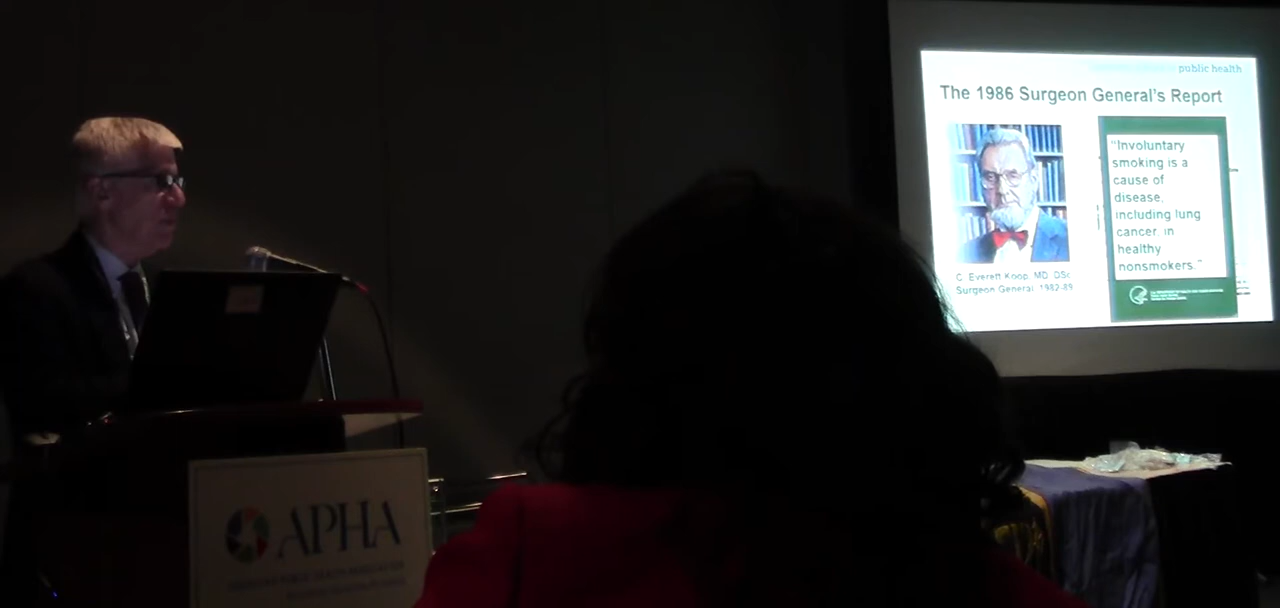 public health
The 1986 Surgeon General's Report
"Involuntary
smoking is a
cause of
disease,
including lung
cancer, in
healthy
nonsmokers."
C. Everett Koop, MD, DSc
Surgeon General, 1982-89
APHA